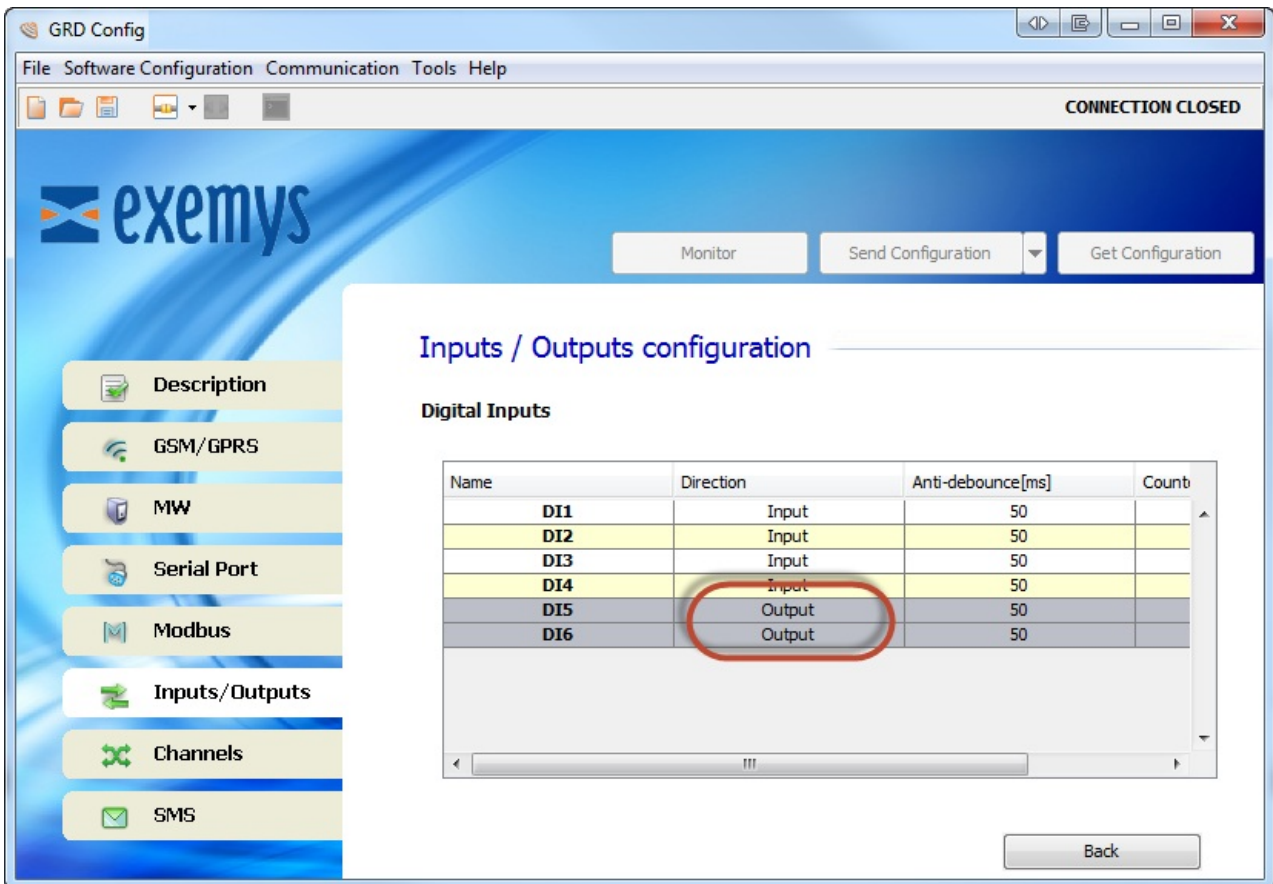 GRD Config
File Software Configuration Communication Tools Help
CONNECTION CLOSED
exemys
Monitor Send Configuration Get Configuration
Inputs / Outputs configuration
Description
Digital Inputs
GSM/GPRS
Name Direction Anti-debounce[ms]
MW
DI1 Input 50
DI2 Input 50
DI3 Input 50
Serial Port
DI4 Input 50
DI5 Output 50
Modbus
DI6 Output 50
Inputs/Outputs
Channels
SMS
Back